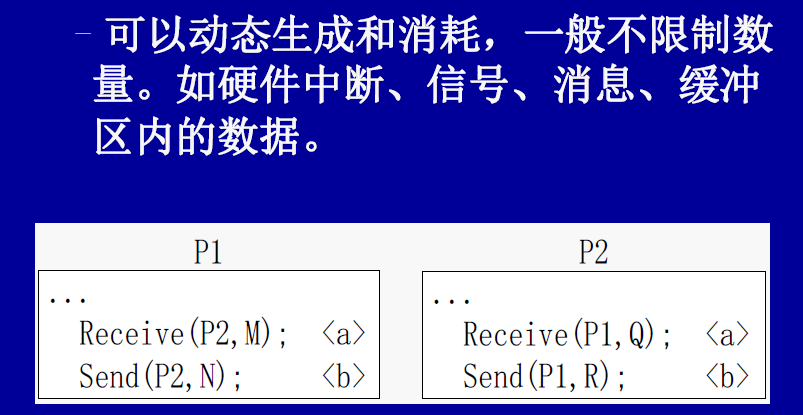 – 可以动态生成和消耗，一般不限制数
量。如硬件中断、信号、消息、缓冲
区内的数据。
P1 P2
... ...
Receive(P2,M); <a> Receive(P1,Q); <a>
Send(P2,N); <b> Send(P1,R); <b>